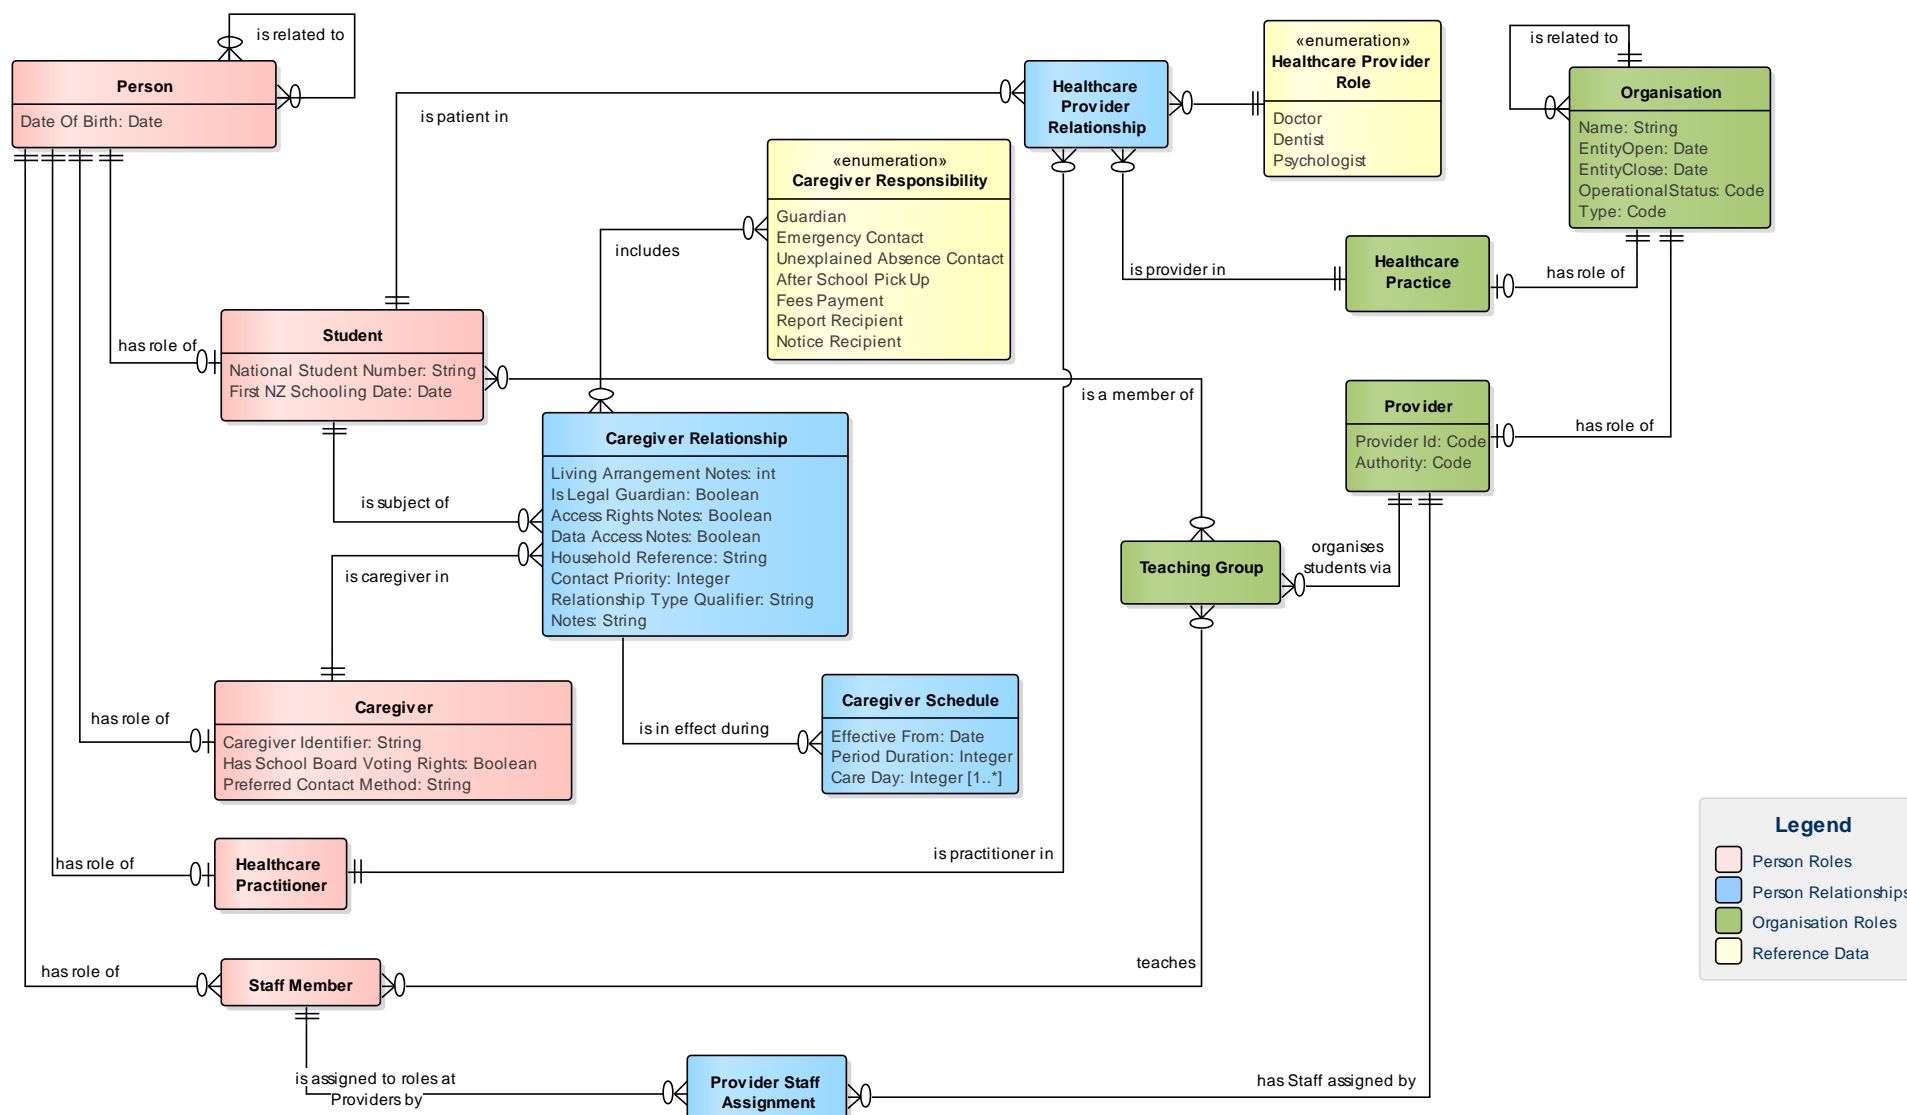 is related to
Person
Date Of Birth: Date
is patient in
Healthcare
Provider
Relationship
«enumeration»
Healthcare Provider
Role
Doctor
Dentist
Psychologist
is related to
Organisation
Name: String
EntityOpen: Date
EntityClose: Date
OperationalStatus: Code
Type: Code
«enumeration»
Caregiver Responsibility
Guardian
Emergency Contact
Unexplained Absence Contact
After School Pick Up
Fees Payment
Report Recipient
Notice Recipient
includes
is provider in
Healthcare
Practice
has role of
has role of
Student
National Student Number: String
First NZ Schooling Date: Date
is a member of
Provider
Provider Id: Code
Authority: Code
has role of
is subject of
Caregiver Relationship
Living Arrangement Notes: int
Is Legal Guardian: Boolean
Access Rights Notes: Boolean
Data Access Notes: Boolean
Household Reference: String
Contact Priority: Integer
Relationship Type Qualifier: String
Notes: String
is caregiver in
Teaching Group
organises
students via
has role of
Caregiver
Caregiver Identifier: String
Has School Board Voting Rights: Boolean
Preferred Contact Method: String
is in effect during
Caregiver Schedule
Effective From: Date
Period Duration: Integer
Care Day: Integer [1..*]
has role of
Healthcare
Practitioner
is practitioner in
Legend
Person Roles
Person Relationships
Organisation Roles
Reference Data
has role of
Staff Member
teaches
is assigned to roles at
Providers by
Provider Staff
Assignment
has Staff assigned by